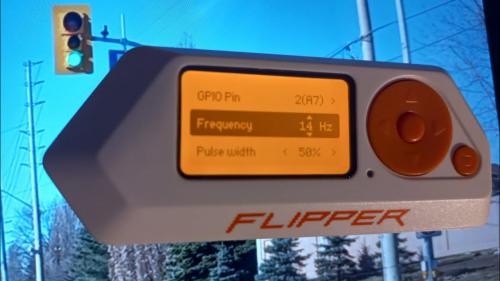 GPIO Pin 2(A7) >
Frequency 14 Hz
Pulse width < 50% >
FLIPPER